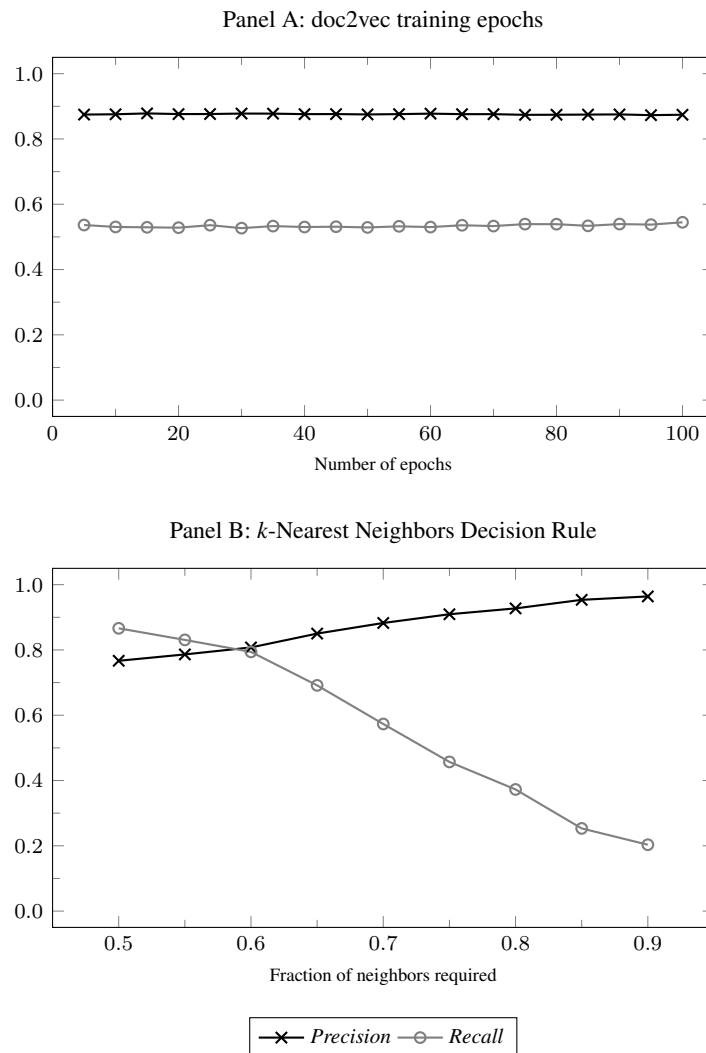 Panel A: doc2vec training epochs
1.0
0.8
0.6
0.4
0.2
0.0
0 20 40 60 80 100
Number of epochs
Panel B: k-Nearest Neighbors Decision Rule
1.0
0.8
0.6
0.4
0.2
0.0
0.5 0.6 0.7 0.8 0.9
Fraction of neighbors required
Precision Recall